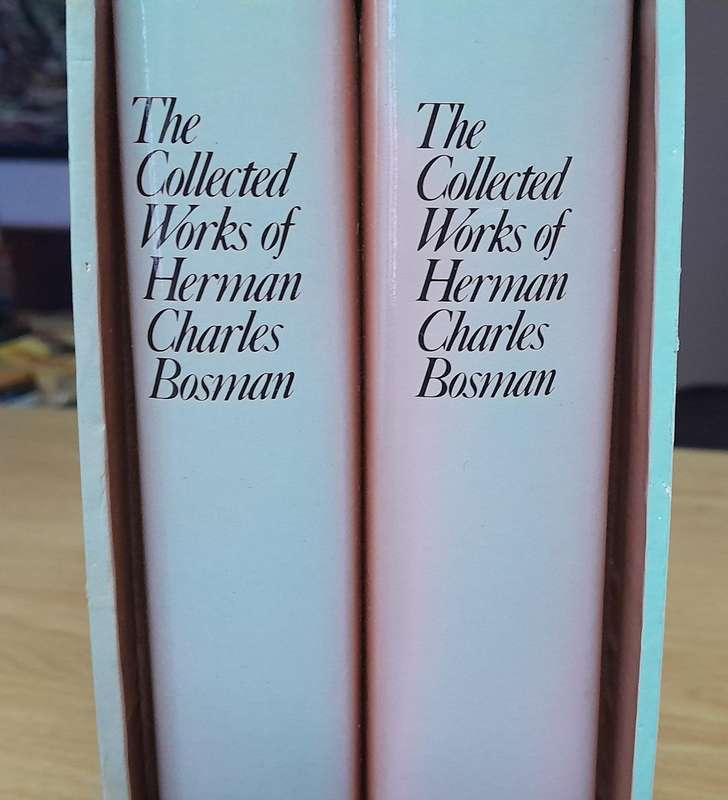 The
Collected
Works of
Herman
Charles
Bosman
The
Collected
Works of
Herman
Charles
Bosman